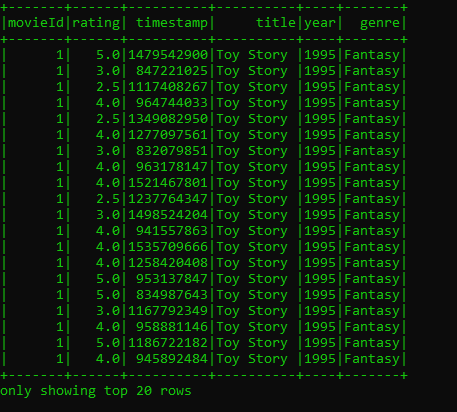 +-------+------+----------+----------+----+-------+
|movieId|rating| timestamp|     title|year|  genre|
+-------+------+----------+----------+----+-------+
|      1|   5.0|1479542900|Toy Story |1995|Fantasy|
|      1|   3.0| 847221025|Toy Story |1995|Fantasy|
|      1|   2.5|1117408267|Toy Story |1995|Fantasy|
|      1|   4.0| 964744033|Toy Story |1995|Fantasy|
|      1|   2.5|1349082950|Toy Story |1995|Fantasy|
|      1|   4.0|1277097561|Toy Story |1995|Fantasy|
|      1|   3.0| 832079851|Toy Story |1995|Fantasy|
|      1|   4.0| 963178147|Toy Story |1995|Fantasy|
|      1|   4.0|1521467801|Toy Story |1995|Fantasy|
|      1|   2.5|1237764347|Toy Story |1995|Fantasy|
|      1|   3.0|1498524204|Toy Story |1995|Fantasy|
|      1|   4.0| 941557863|Toy Story |1995|Fantasy|
|      1|   4.0|1535709666|Toy Story |1995|Fantasy|
|      1|   4.0|1258420408|Toy Story |1995|Fantasy|
|      1|   5.0| 953137847|Toy Story |1995|Fantasy|
|      1|   5.0| 834987643|Toy Story |1995|Fantasy|
|      1|   3.0|1167792349|Toy Story |1995|Fantasy|
|      1|   4.0| 958881146|Toy Story |1995|Fantasy|
|      1|   5.0|1186722182|Toy Story |1995|Fantasy|
|      1|   4.0| 945892484|Toy Story |1995|Fantasy|
+-------+------+----------+----------+----+-------+
only showing top 20 rows